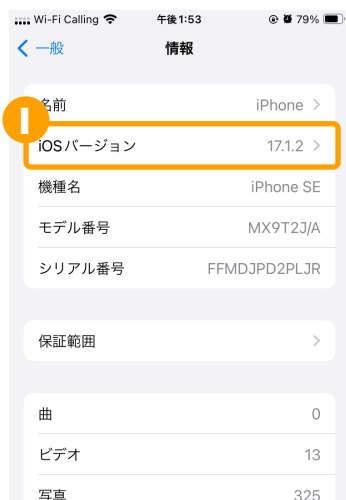 Wi-Fi Calling 午後1:53 79%
一般 情報
名前 iPhone
iOSバージョン 17.1.2
機種名 iPhone SE
モデル番号 MX9T2J/A
シリアル番号 FFMDJPD2PLJR
保証範囲
曲 0
ビデオ 13
写真 325